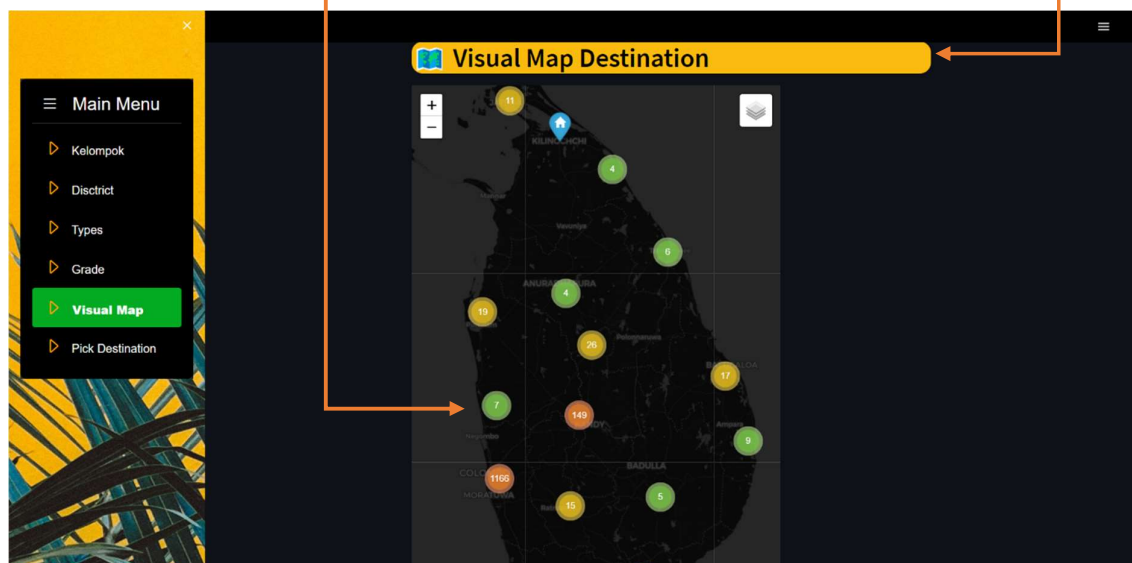 Visual Map Destination
Main Menu
Kelompok
Disctrict
Types
Grade
Visual Map
Pick Destination
+
−
11
KILINOCHCHI
4
Vavuniya
6
4
19
26
Polonnaruwa
17
7
149
Negombo
Ampara
9
BADULLA
1166
MORATUWA
15
5